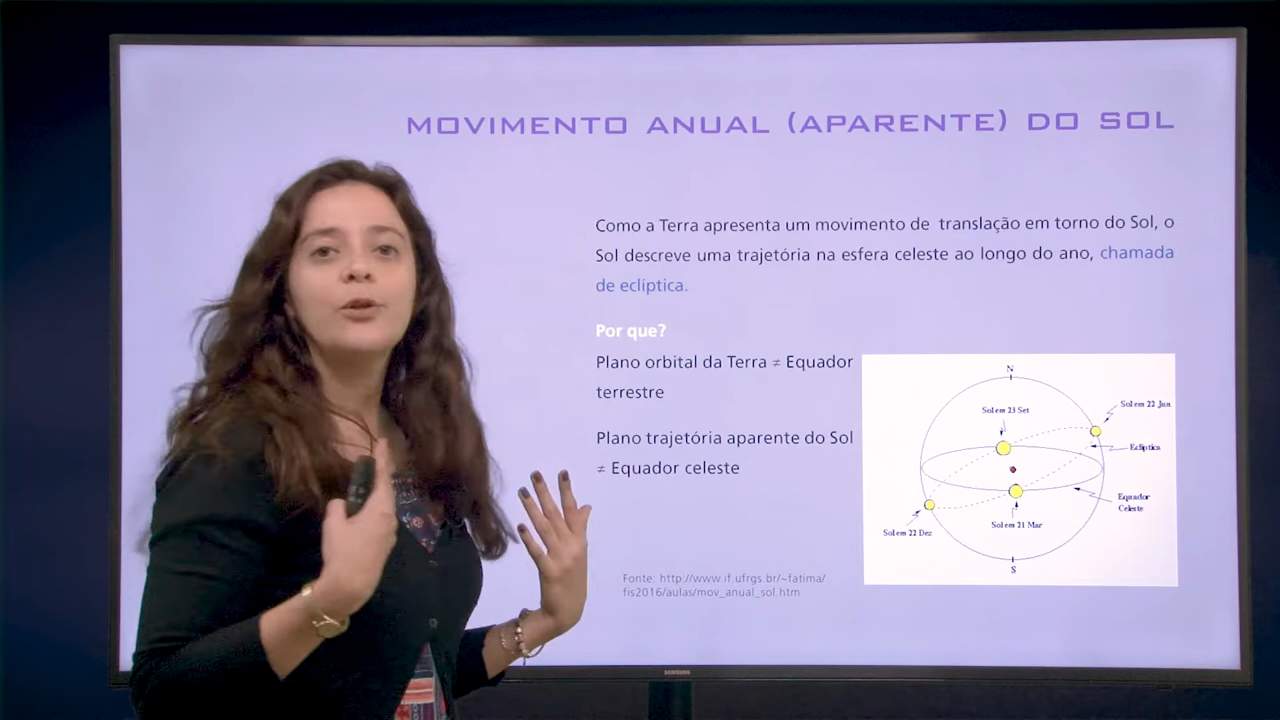 MOVIMENTO ANUAL (APARENTE) DO SOL
Como a Terra apresenta um movimento de translação em torno do Sol, o
Sol descreve uma trajetória na esfera celeste ao longo do ano, chamada
de eclíptica.
Por que?
Plano orbital da Terra ≠ Equador
terrestre
Plano trajetória aparente do Sol
≠ Equador celeste
N
Sol em 22 Jun
Sol em 23 Set
Eclíptica
Equador
Celeste
Sol em 21 Mar
Sol em 22 Dez
S
Fonte: http://www.if.ufrgs.br/~fatima/
fis2016/aulas/mov_anual_sol.htm
SAMSUNG